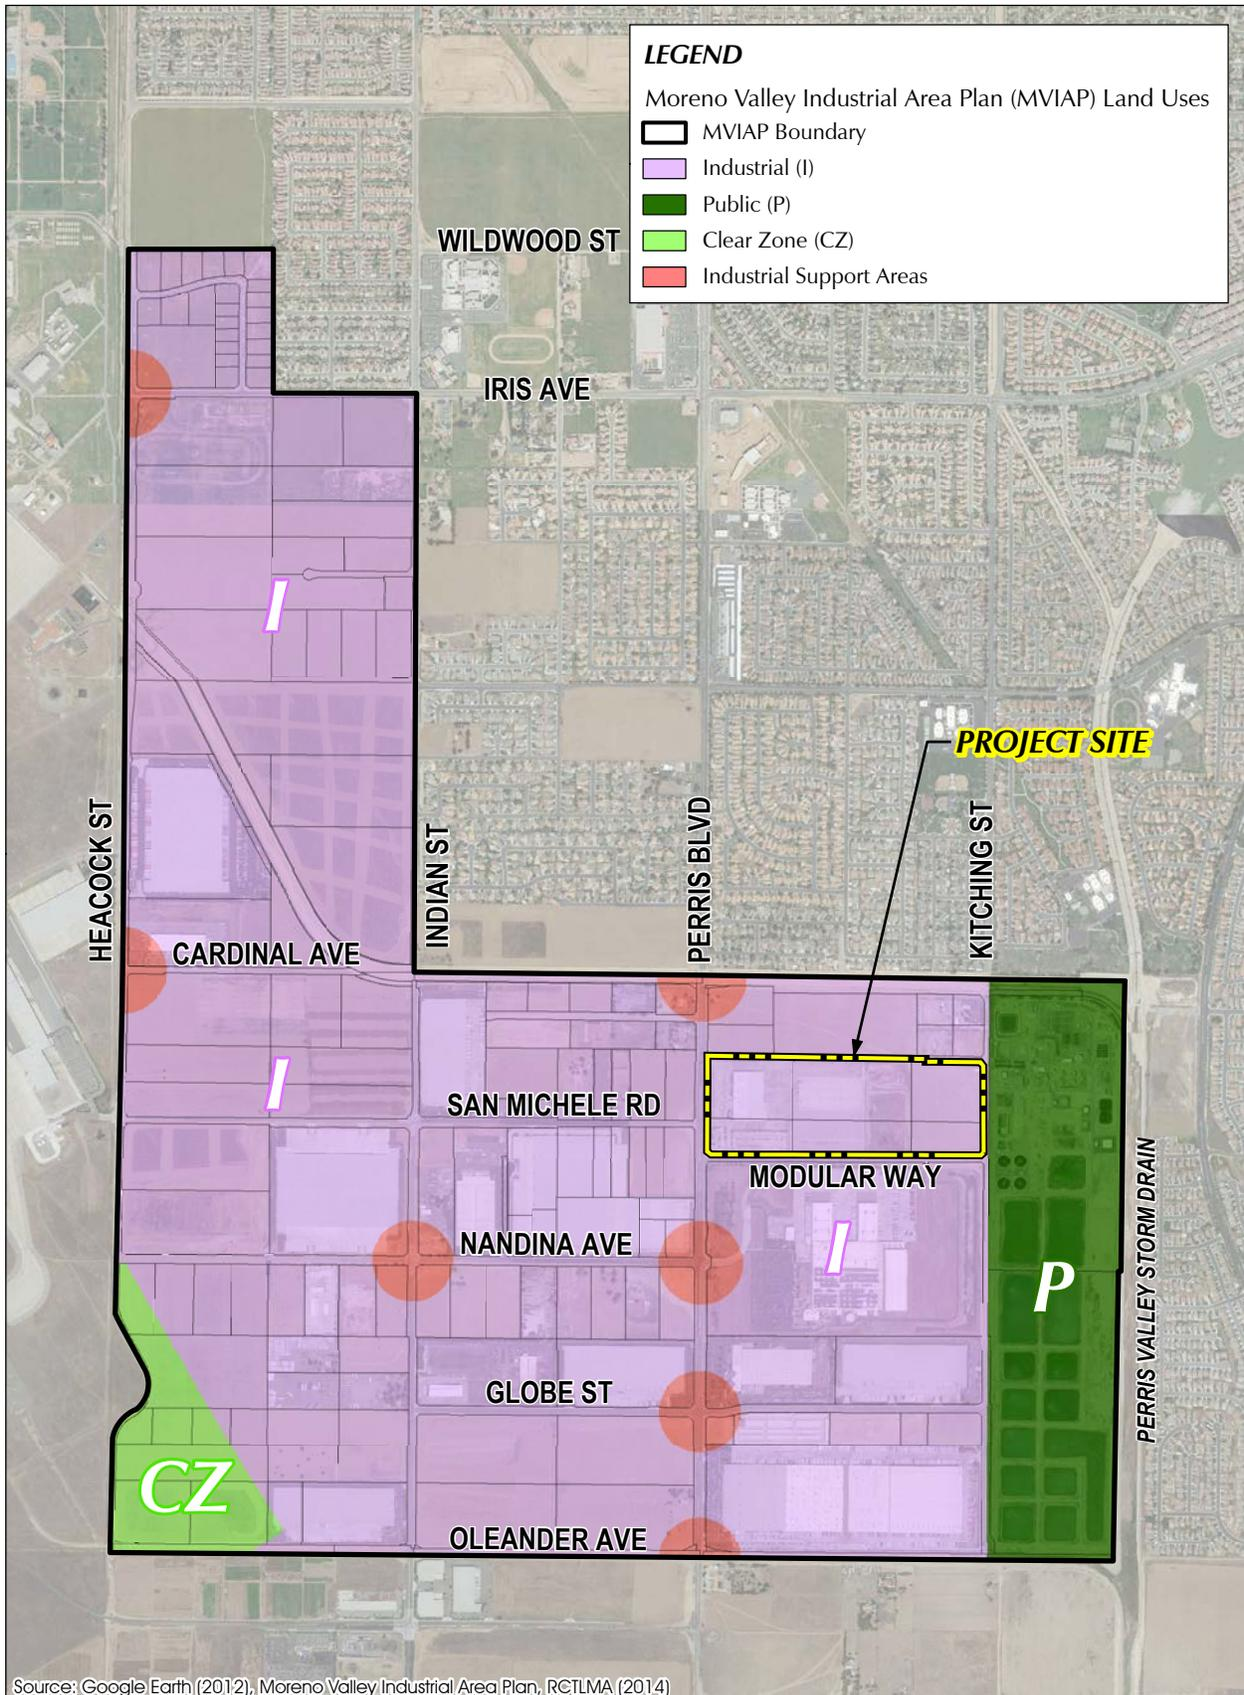 LEGEND
Moreno Valley Industrial Area Plan (MVIAP) Land Uses
MVIAP Boundary
Industrial (I)
Public (P)
Clear Zone (CZ)
Industrial Support Areas
WILDWOOD ST
IRIS AVE
I
PROJECT SITE
HEACOCK ST
INDIAN ST
PERRIS BLVD
KITCHING ST
CARDINAL AVE
I
SAN MICHELE RD
MODULAR WAY
NANDINA AVE
I
P
PERRIS VALLEY STORM DRAIN
GLOBE ST
CZ
OLEANDER AVE
Source: Google Earth (2012), Moreno Valley Industrial Area Plan, RCTLMA (2014)